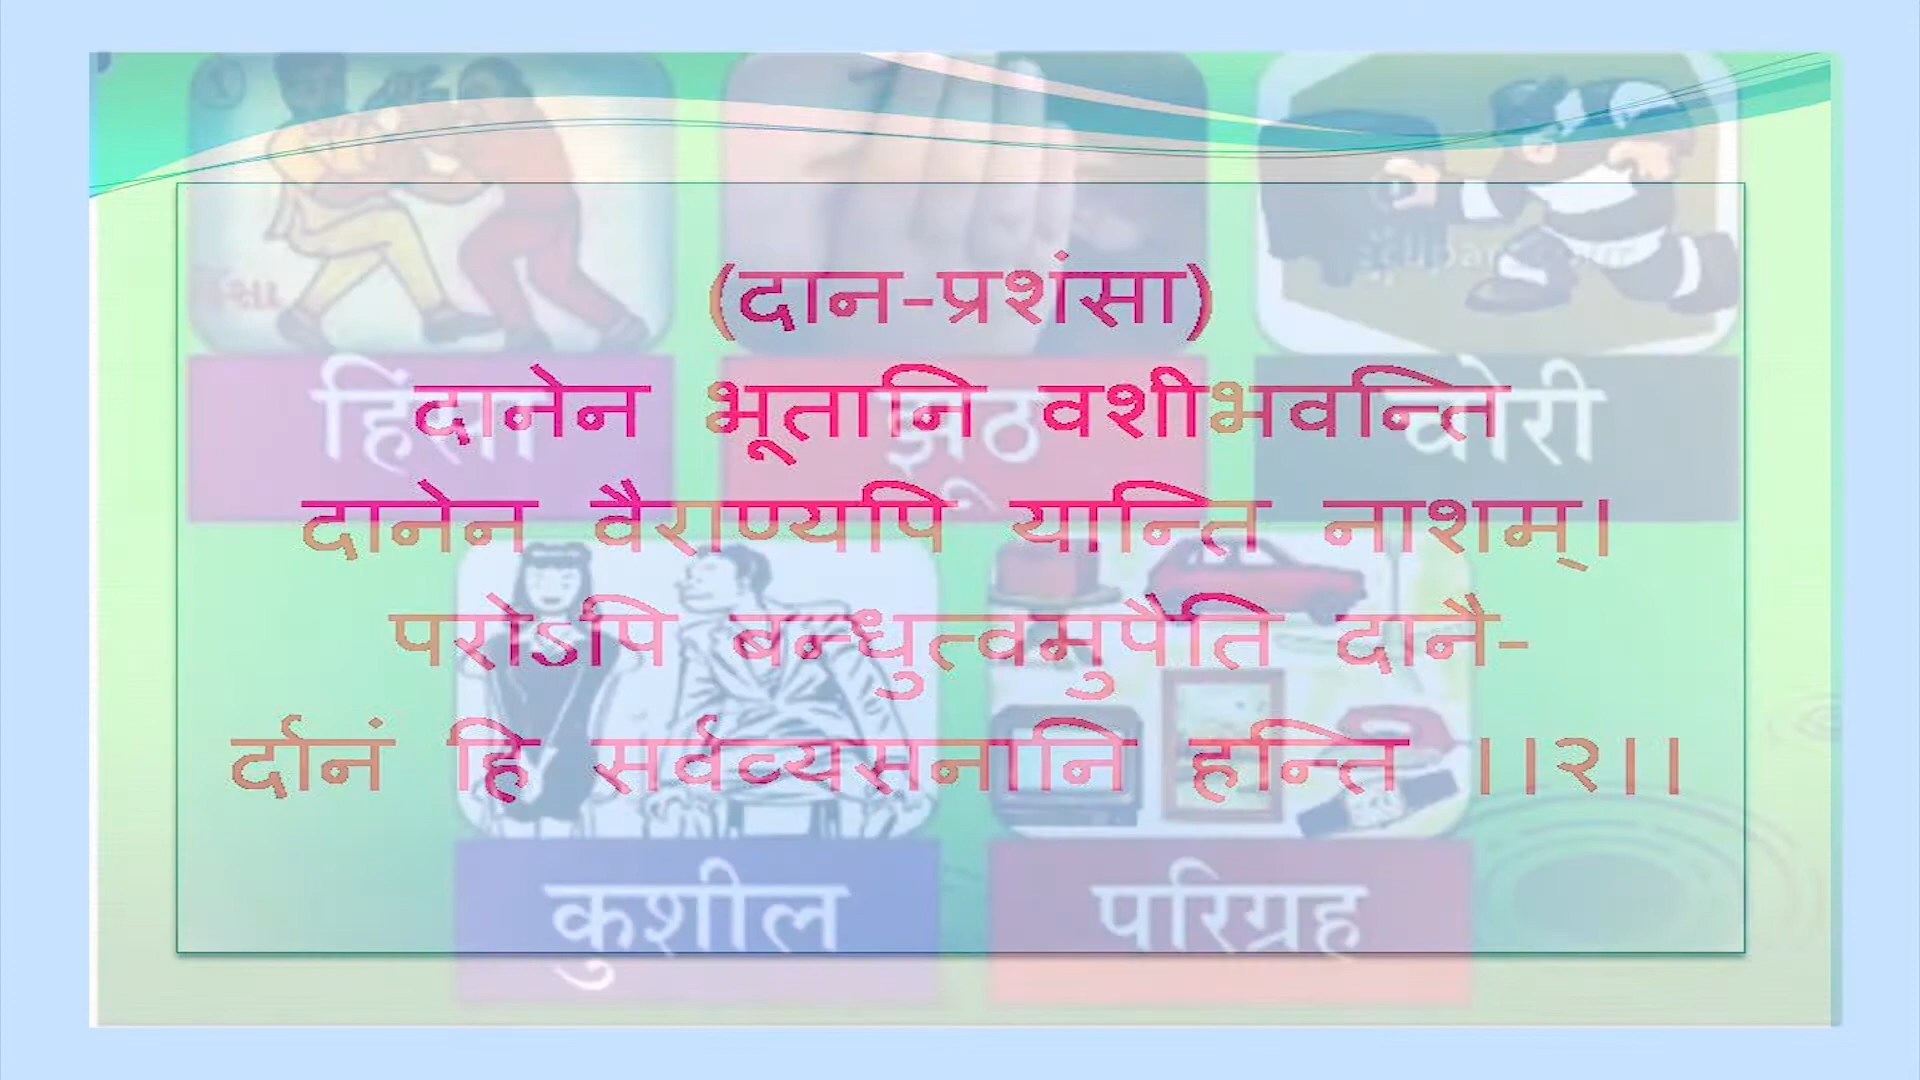 (दान-प्रशंसा)
दानेन भूतानि वशीभवन्ति
दानेन वैराण्यपि यान्ति नाशम्।
परोऽपि बन्धुत्वमुपैति दानै-
र्दानं हि सर्वव्यसनानि हन्ति ।।२।।
हिंसा
झूठ
चोरी
कुशील
परिग्रह